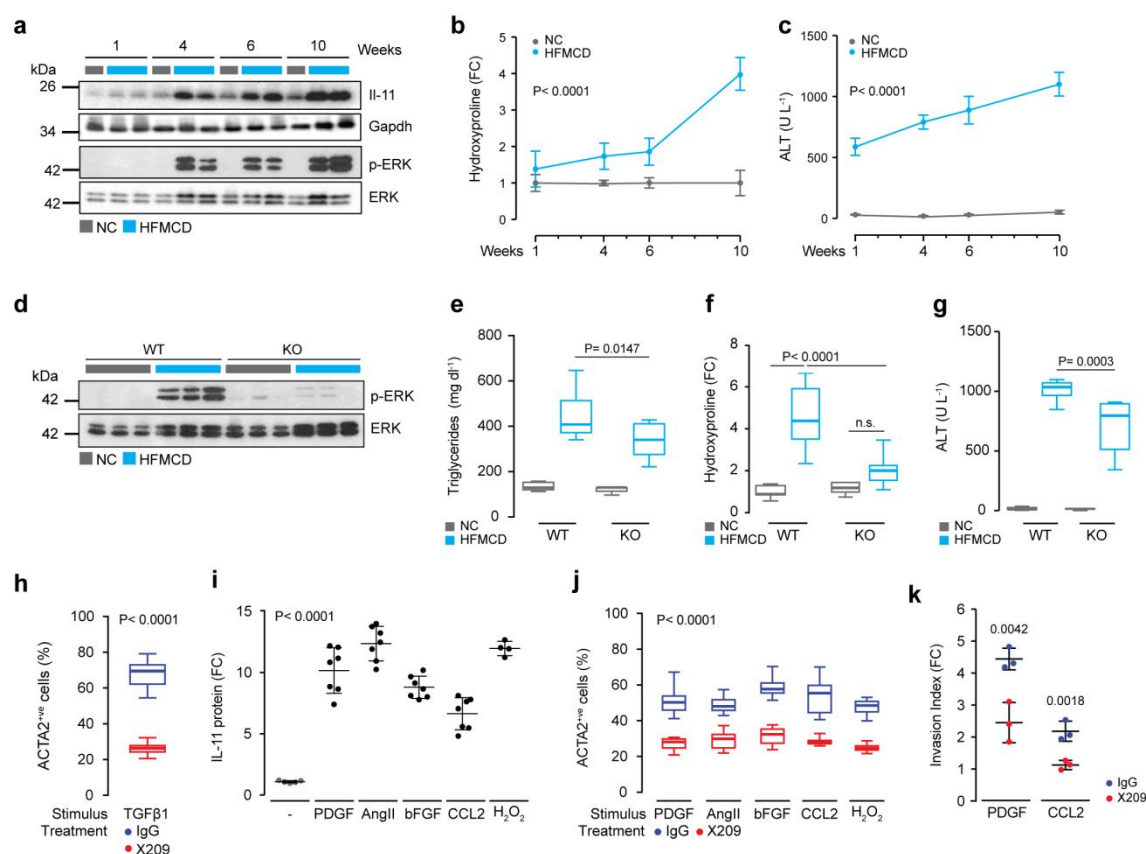 a
1 4 6 10 Weeks
kDa
26
Il-11
34
Gapdh
42
p-ERK
42
ERK
NC HFMCD
b
NC
HFMCD
P< 0.0001
Hydroxyproline (FC)
5
4
3
2
1
0
Weeks 1 4 6 10
c
NC
HFMCD
P< 0.0001
ALT (U L-1)
1500
1000
500
0
Weeks 1 4 6 10
d
WT KO
kDa
42
p-ERK
42
ERK
NC HFMCD
e
P= 0.0147
Triglycerides (mg dl-1)
800
600
400
200
0
NC
HFMCD
WT KO
f
P< 0.0001
n.s.
Hydroxyproline (FC)
8
6
4
2
0
NC
HFMCD
WT KO
g
P= 0.0003
ALT (U L-1)
1500
1000
500
0
NC
HFMCD
WT KO
h
P< 0.0001
ACTA2+ve cells (%)
100
80
60
40
20
0
Stimulus TGFβ1
Treatment IgG
X209
i
P< 0.0001
IL-11 protein (FC)
15
10
5
0
- PDGF AngII bFGF CCL2 H2O2
j
P< 0.0001
ACTA2+ve cells (%)
100
80
60
40
20
0
Stimulus PDGF AngII bFGF CCL2 H2O2
Treatment IgG X209
k
0.0042
0.0018
Invasion Index (FC)
6
5
4
3
2
1
0
PDGF CCL2
IgG
X209